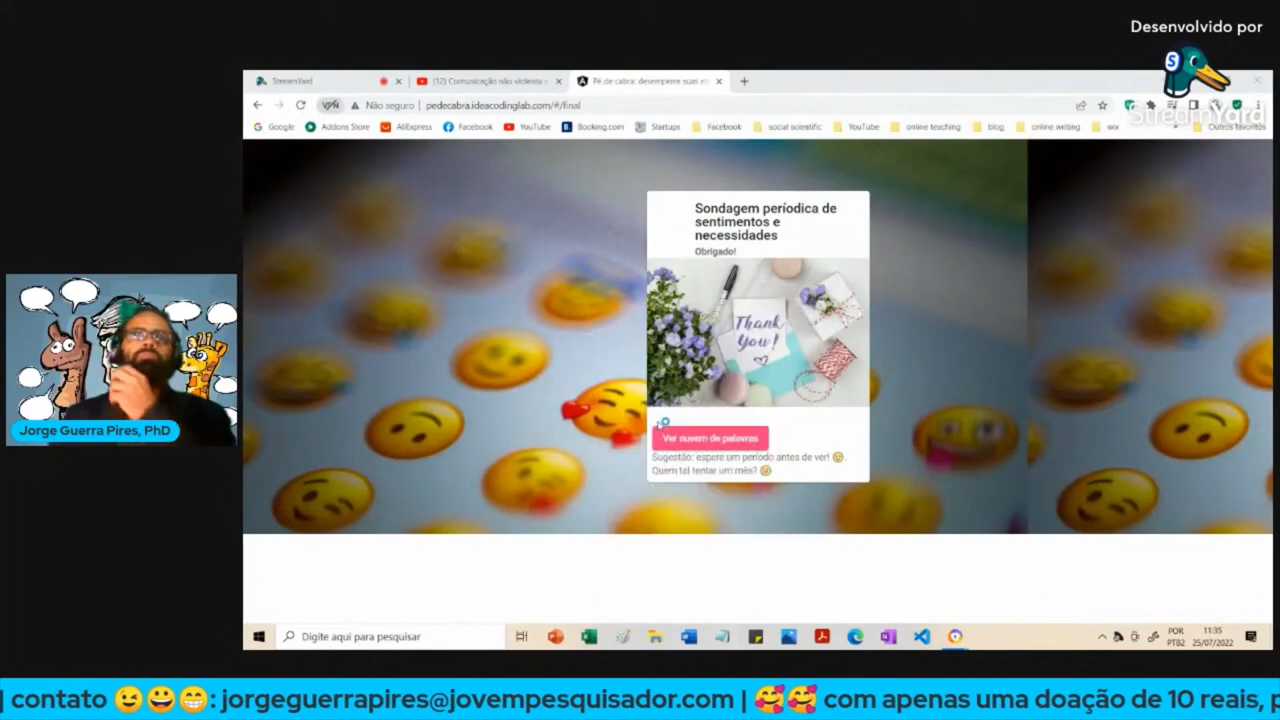 Desenvolvido por
StreamYard
StreamYard
(12) Comunicação não violenta
Pé de cabra: desemperre suas
VPN
Não seguro
pedecabra.ideacodinglab.com/#/final
Google
Addons Store
AliExpress
Facebook
YouTube
Booking.com
Startups
Facebook
social scientific
YouTube
online teaching
blog
online writing
wix
Outros favoritos
Sondagem períodica de
sentimentos e
necessidades
Obrigado!
Thank
You!
Ver nuvem de palavras
Sugestão: espere um período antes de ver! 😉.
Quem tal tentar um mês? 🧐
Jorge Guerra Pires, PhD
Digite aqui para pesquisar
POR
PTB2
11:35
25/07/2022
| contato 😉😀😁: jorgeguerrapires@jovempesquisador.com | 🥰🥰 com apenas uma doação de 10 reais, p